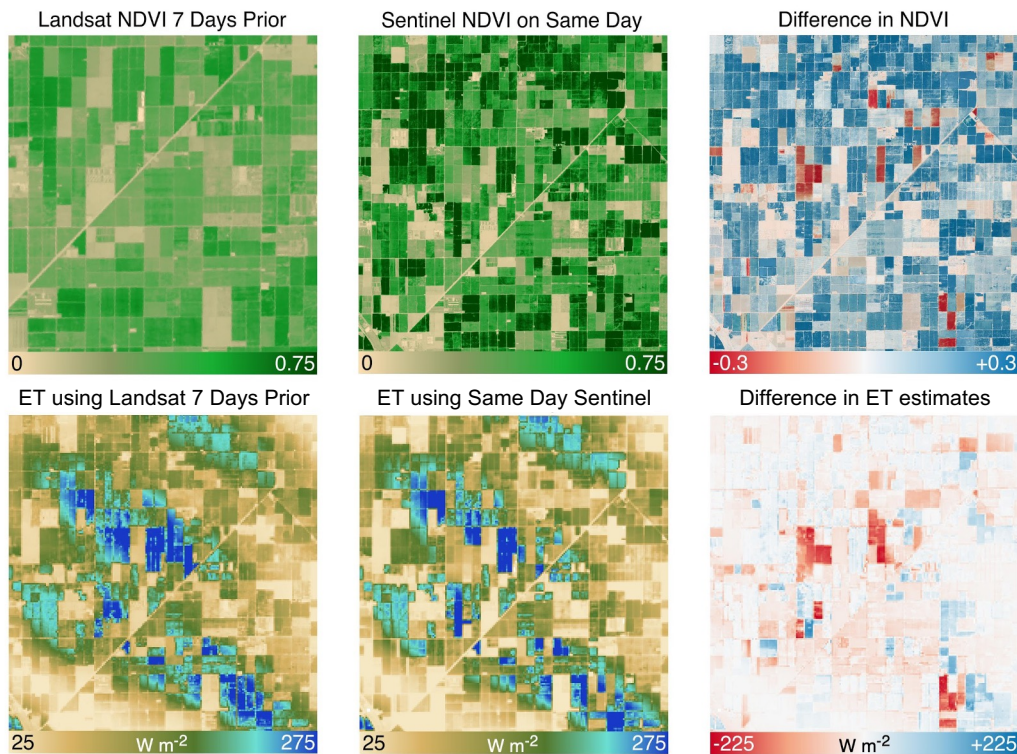 Landsat NDVI 7 Days Prior
Sentinel NDVI on Same Day
Difference in NDVI
0 0.75
0 0.75
-0.3 +0.3
ET using Landsat 7 Days Prior
ET using Same Day Sentinel
Difference in ET estimates
25 W m-2 275
25 W m-2 275
-225 W m-2 +225